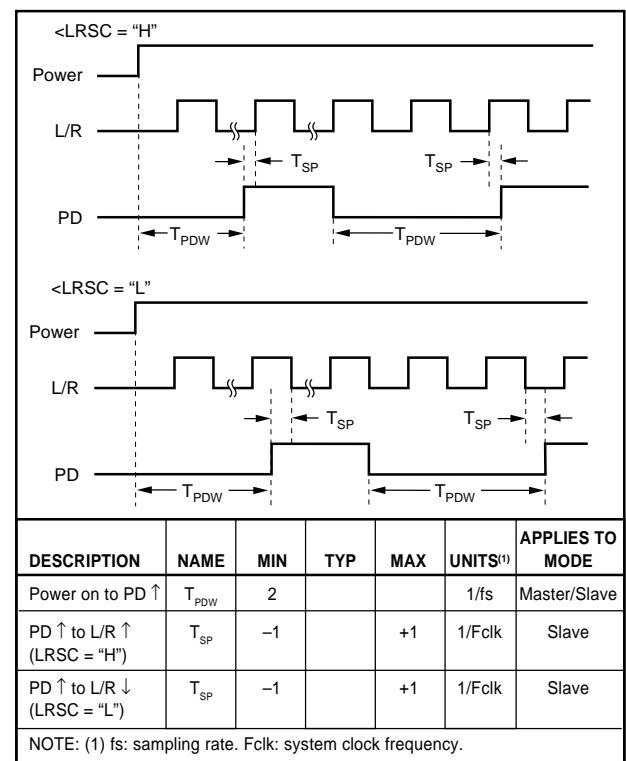 <LRSC = “H”
Power
L/R
T_SP T_SP
PD
T_PDW T_PDW
<LRSC = “L”
Power
L/R
T_SP T_SP
PD
T_PDW T_PDW
DESCRIPTION NAME MIN TYP MAX UNITS(1) APPLIES TO MODE
Power on to PD ↑ T_PDW 2 1/fs Master/Slave
PD ↑ to L/R ↑ T_SP –1 +1 1/Fclk Slave
(LRSC = “H”)
PD ↑ to L/R ↓ T_SP –1 +1 1/Fclk Slave
(LRSC = “L”)
NOTE: (1) fs: sampling rate. Fclk: system clock frequency.